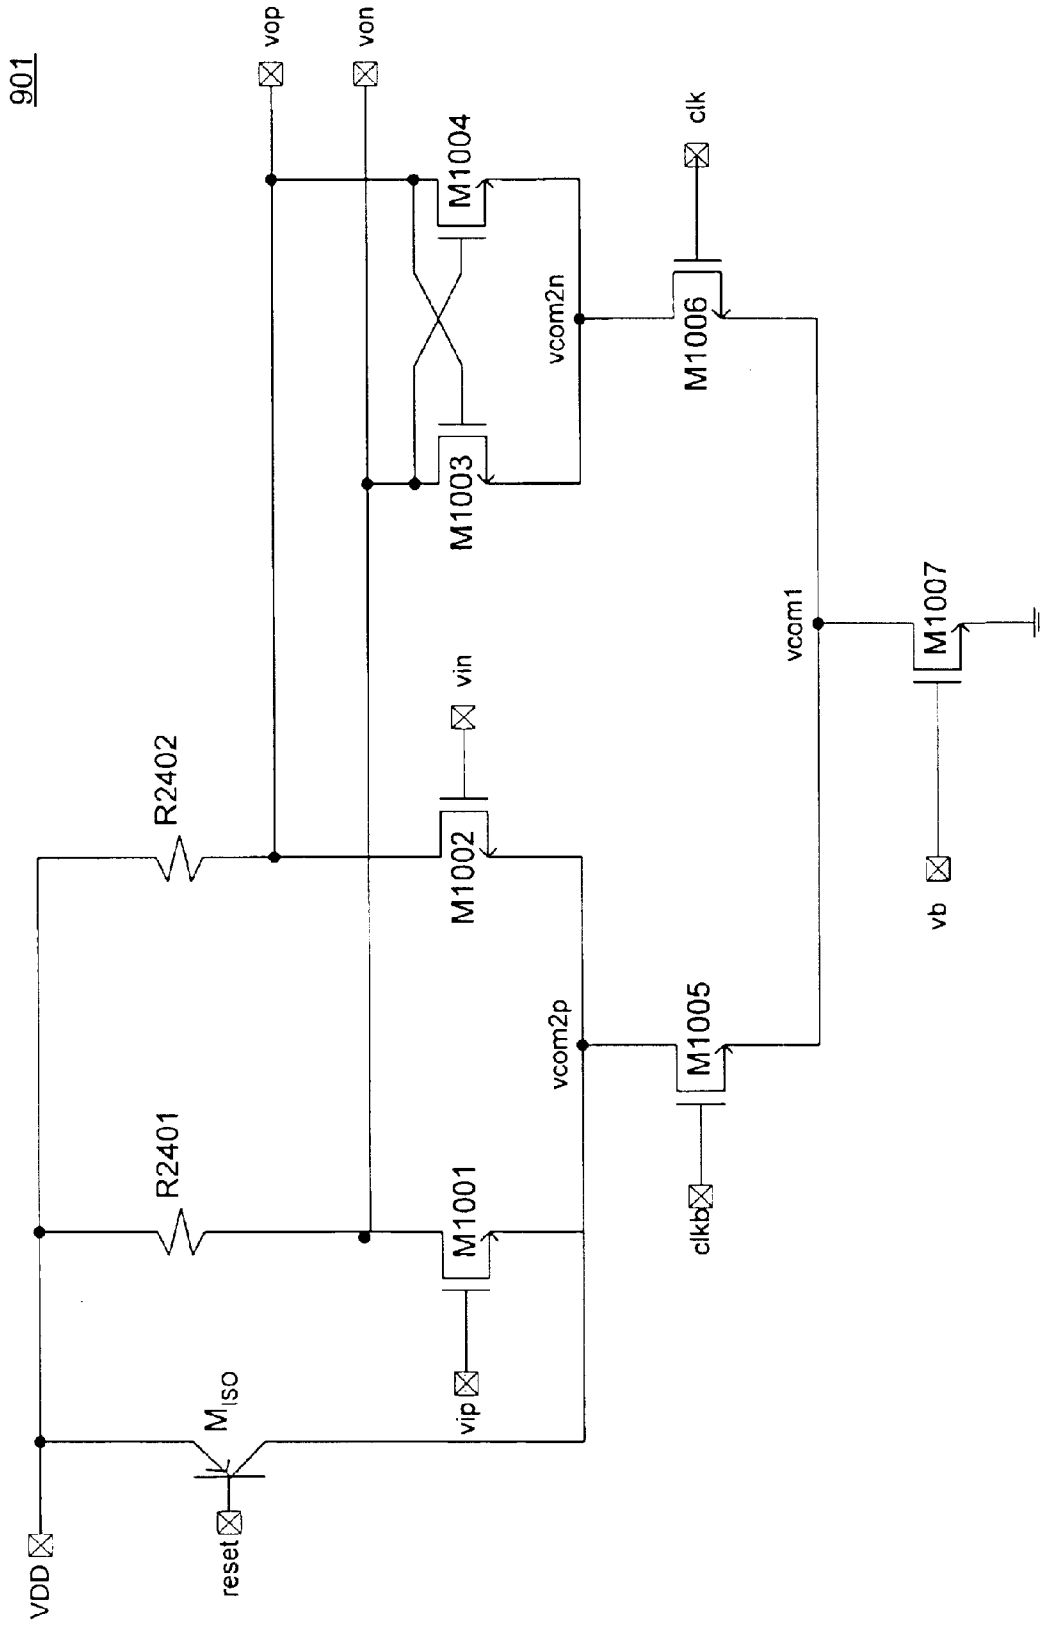 901
vop
von
R2402
R2401
VDD
M_ISO
reset
M1001
vip
M1002
vin
M1003
M1004
vcom2p
vcom2n
M1005
clkb
M1006
clk
vcom1
M1007
vb